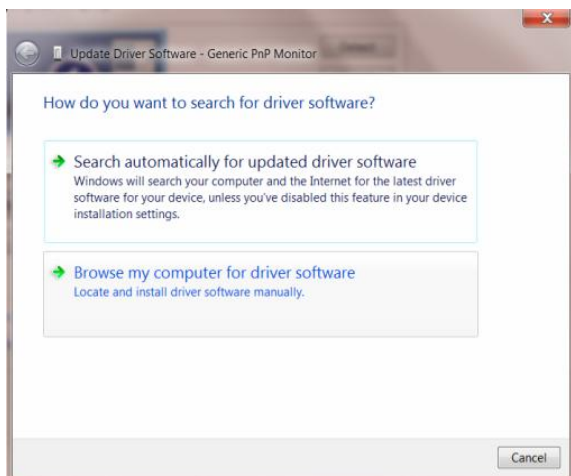 Update Driver Software - Generic PnP Monitor
How do you want to search for driver software?
Search automatically for updated driver software
Windows will search your computer and the Internet for the latest driver
software for your device, unless you've disabled this feature in your device
installation settings.
Browse my computer for driver software
Locate and install driver software manually.
Cancel